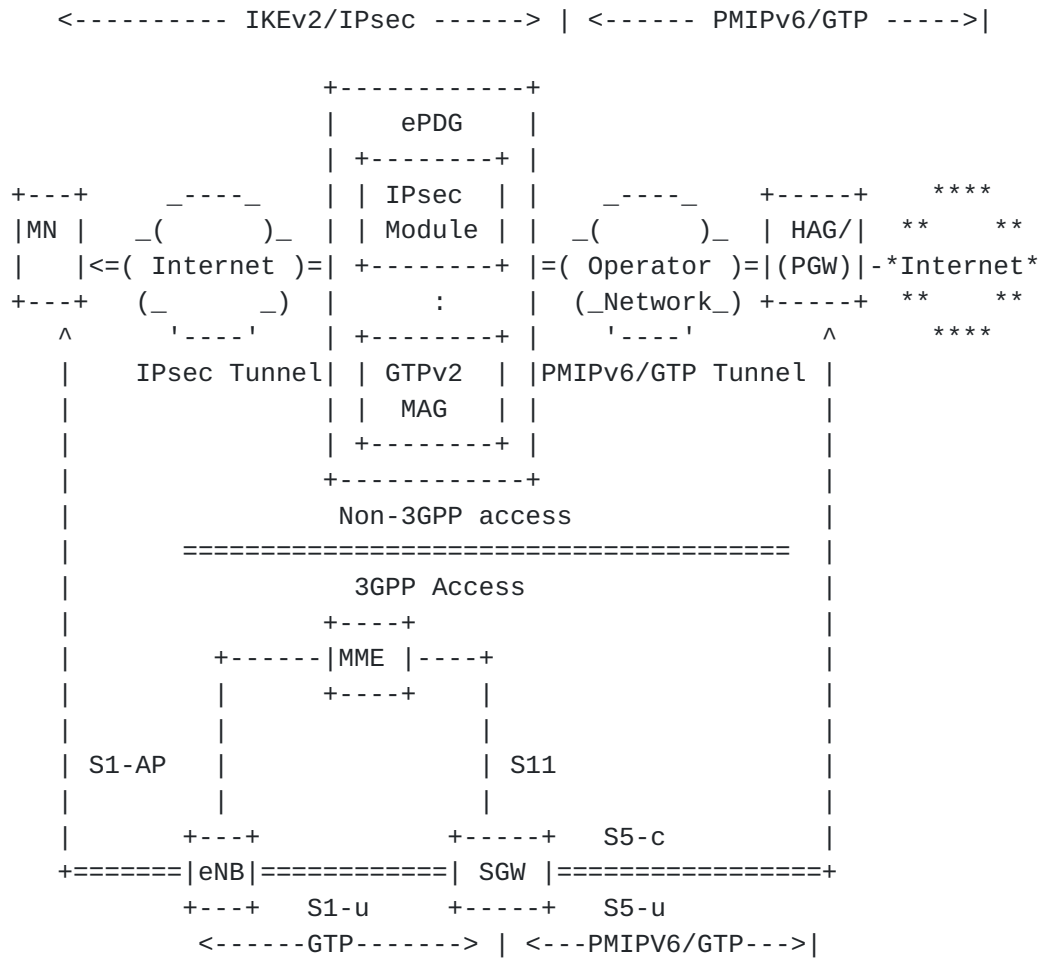 <---------- IKEv2/IPsec ------> | <------ PMIPv6/GTP ----->|
ePDG
IPsec
MN Module HAG/
Internet Operator (PGW) *Internet*
Network
IPsec Tunnel GTPv2 PMIPv6/GTP Tunnel
MAG
Non-3GPP access
3GPP Access
MME
S1-AP S11
S5-c
eNB SGW
S1-u S5-u
<------GTP-------> | <---PMIPV6/GTP--->|